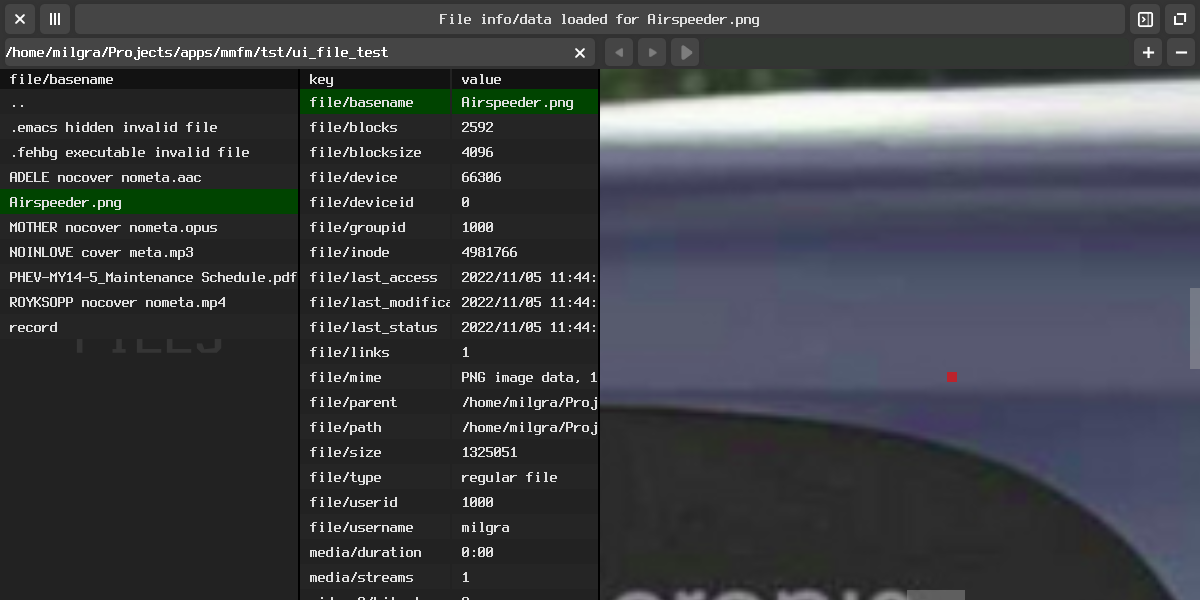 File info/data loaded for Airspeeder.png
/home/milgra/Projects/apps/mmfm/tst/ui_file_test
file/basename
..
.emacs hidden invalid file
.fehbg executable invalid file
ADELE nocover nometa.aac
Airspeeder.png
MOTHER nocover nometa.opus
NOINLOVE cover meta.mp3
PHEV-MY14-5_Maintenance Schedule.pdf
ROYKSOPP nocover nometa.mp4
record
FILES
key value
file/basename Airspeeder.png
file/blocks 2592
file/blocksize 4096
file/device 66306
file/deviceid 0
file/groupid 1000
file/inode 4981766
file/last_access 2022/11/05 11:44:
file/last_modifica 2022/11/05 11:44:
file/last_status 2022/11/05 11:44:
file/links 1
file/mime PNG image data, 1
file/parent /home/milgra/Proj
file/path /home/milgra/Proj
file/size 1325051
file/type regular file
file/userid 1000
file/username milgra
media/duration 0:00
media/streams 1